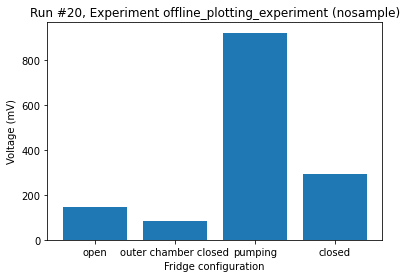 Run #20, Experiment offline_plotting_experiment (nosample)
Voltage (mV)
800
600
400
200
0
open outer chamber closed pumping closed
Fridge configuration